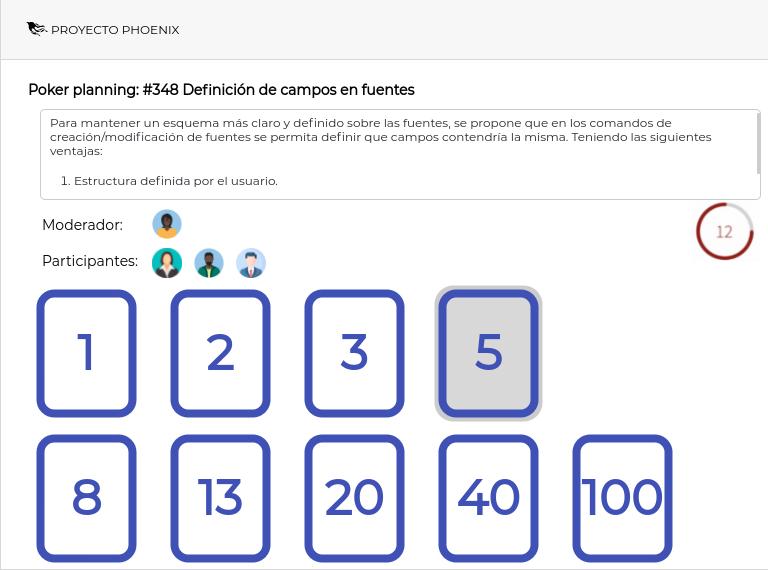 PROYECTO PHOENIX
Poker planning: #348 Definición de campos en fuentes
Para mantener un esquema más claro y definido sobre las fuentes, se propone que en los comandos de
creación/modificación de fuentes se permita definir que campos contendría la misma. Teniendo las siguientes
ventajas:
1. Estructura definida por el usuario.
Moderador:
12
Participantes:
1 2 3 5
8 13 20 40 100